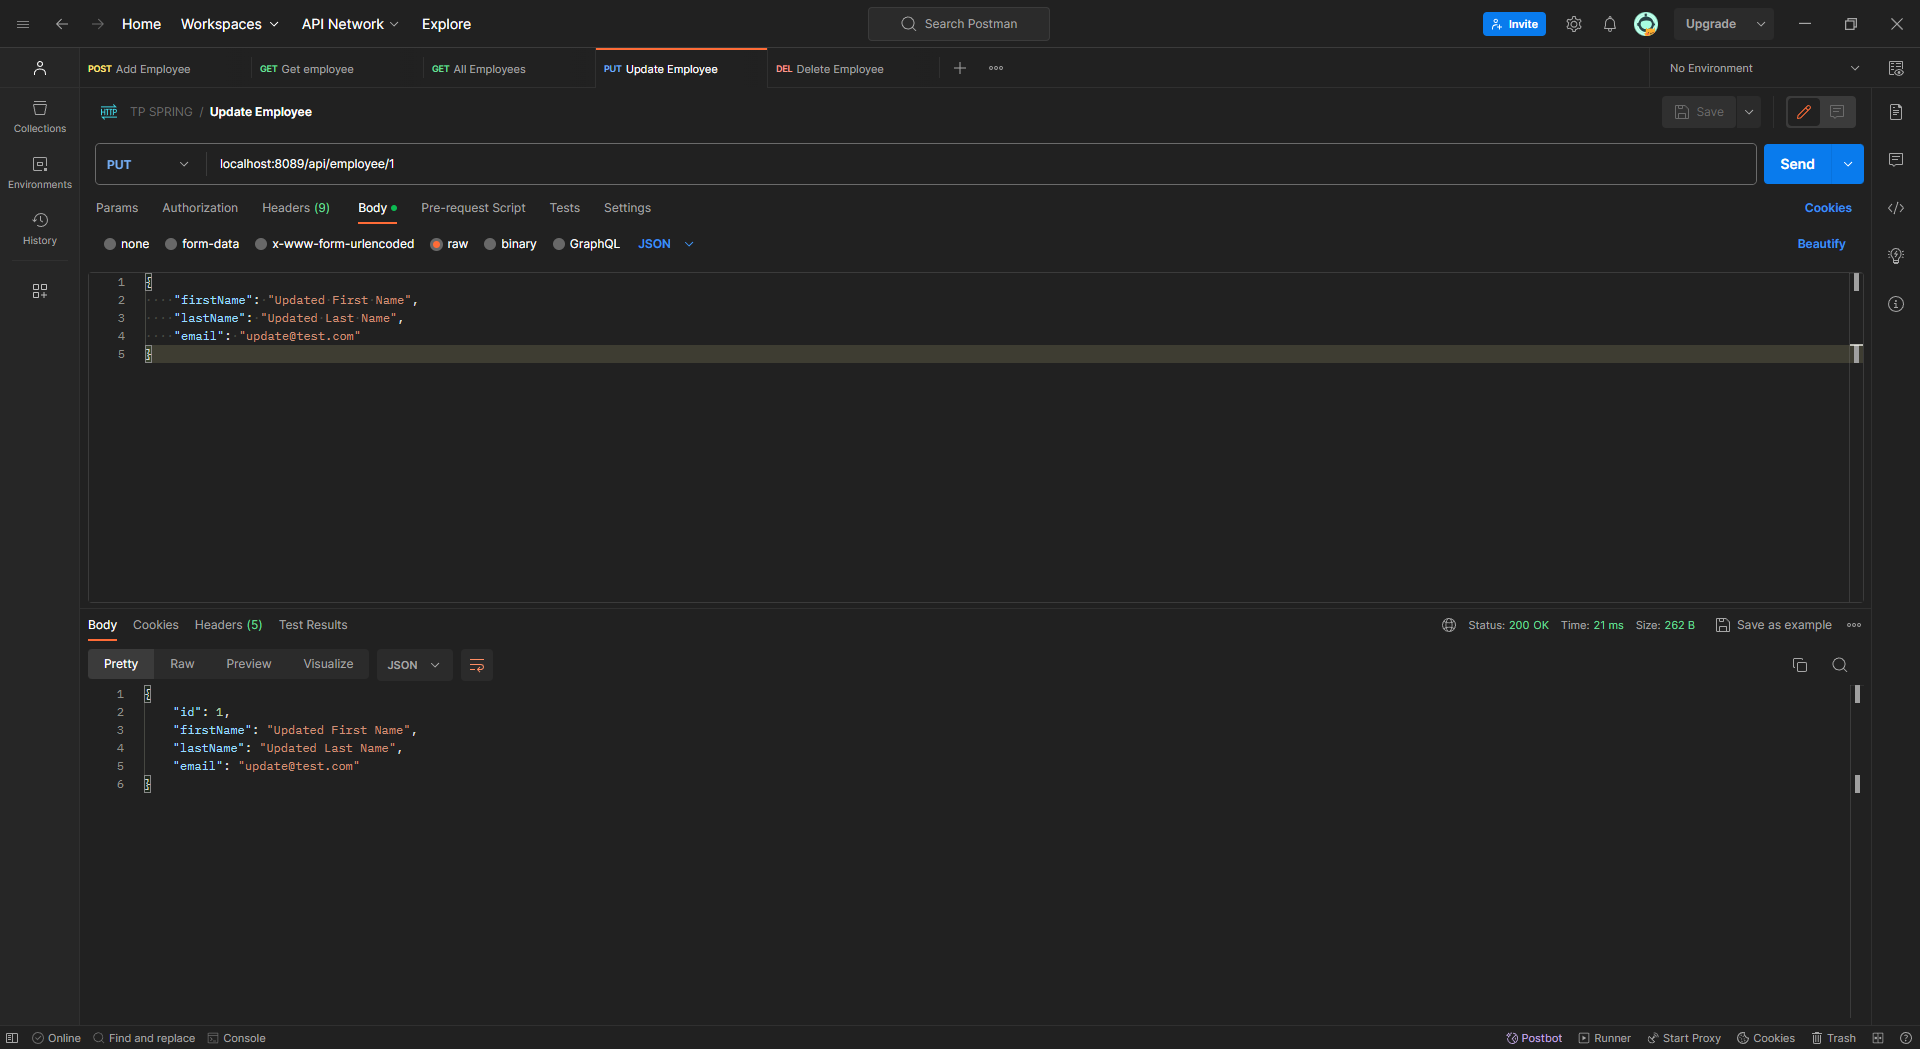 Home Workspaces API Network Explore Search Postman Invite Upgrade
POST Add Employee GET Get employee GET All Employees PUT Update Employee DEL Delete Employee No Environment
HTTP TP SPRING / Update Employee Save
Collections
PUT localhost:8089/api/employee/1 Send
Environments
Params Authorization Headers (9) Body Pre-request Script Tests Settings Cookies
History
none form-data x-www-form-urlencoded raw binary GraphQL JSON Beautify
1 {
2 "firstName": "Updated First Name",
3 "lastName": "Updated Last Name",
4 "email": "update@test.com"
5 }
Body Cookies Headers (5) Test Results Status: 200 OK Time: 21 ms Size: 262 B Save as example
Pretty Raw Preview Visualize JSON
1 {
2 "id": 1,
3 "firstName": "Updated First Name",
4 "lastName": "Updated Last Name",
5 "email": "update@test.com"
6 }
Online Find and replace Console Postbot Runner Start Proxy Cookies Trash